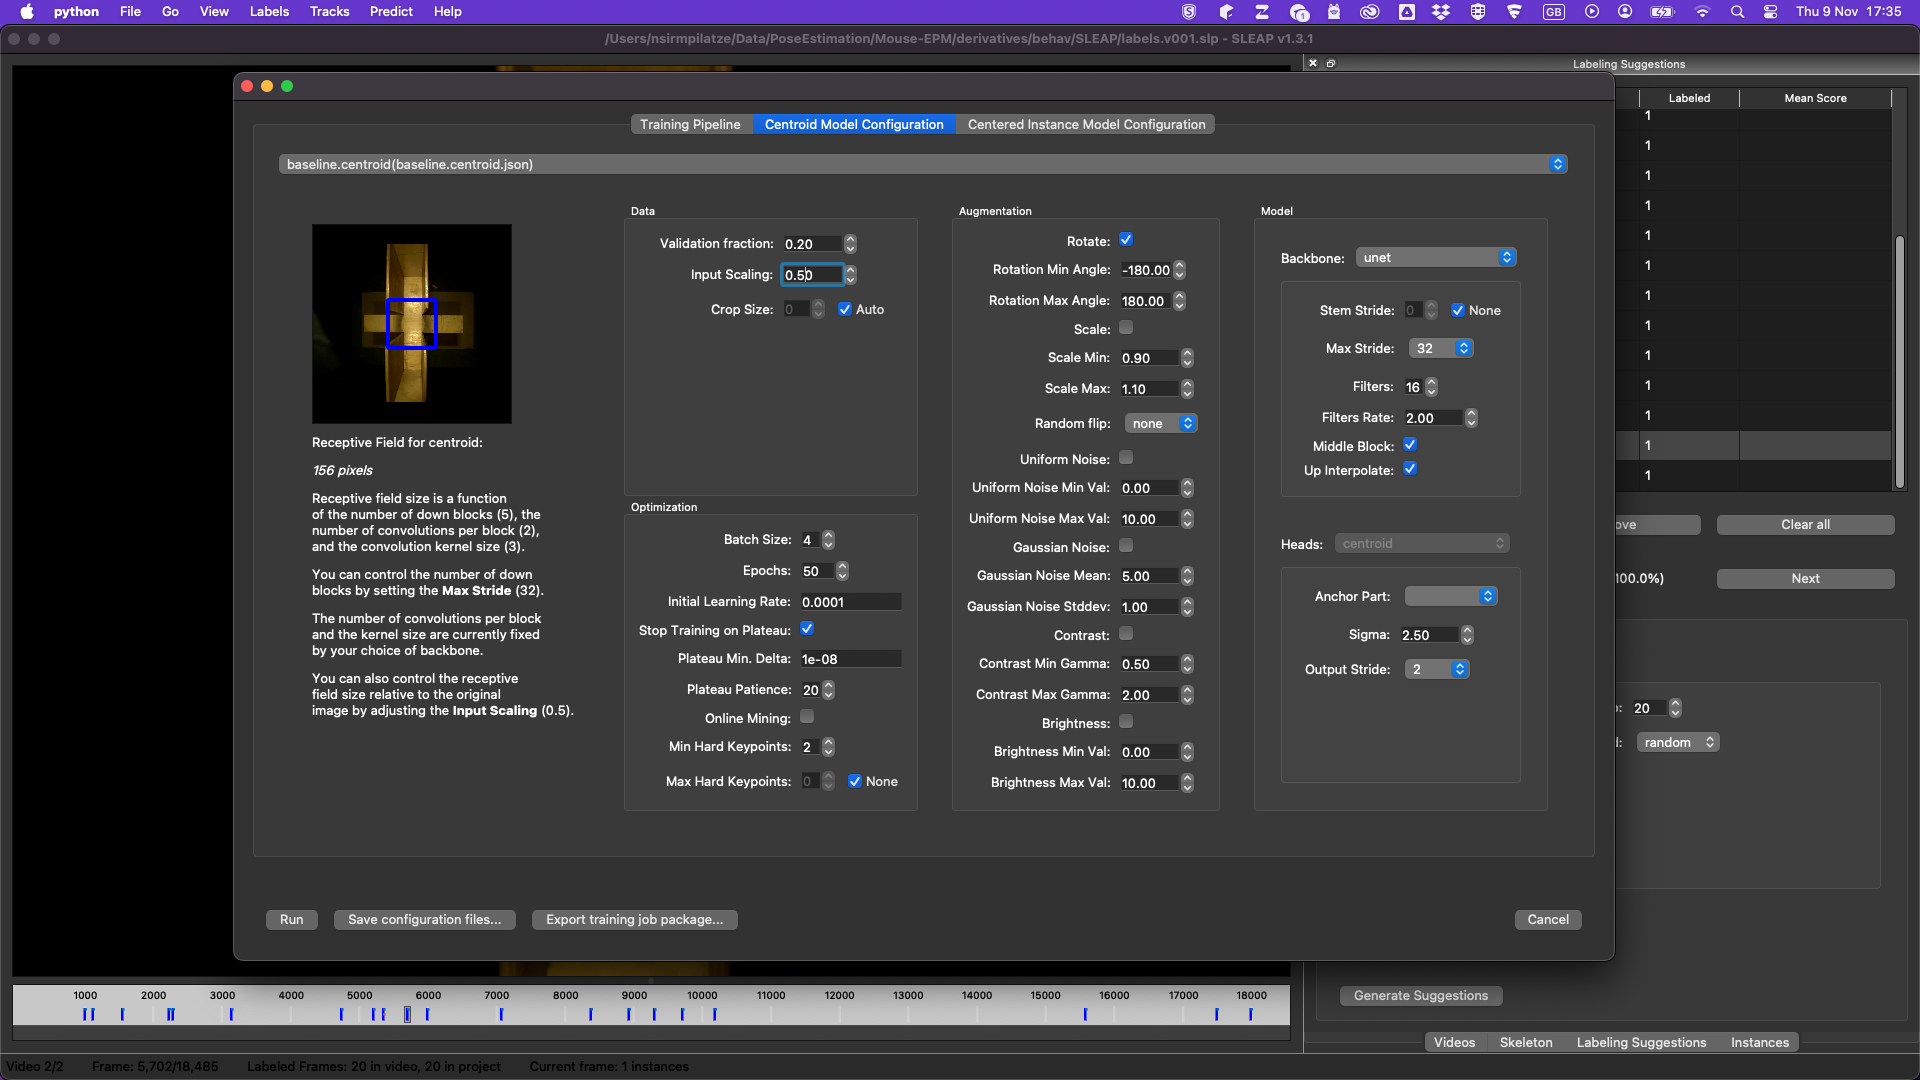 python File Go View Labels Tracks Predict Help GB Thu 9 Nov 17:35
/Users/nsirmpilatze/Data/PoseEstimation/Mouse-EPM/derivatives/behav/SLEAP/labels.v001.slp - SLEAP v1.3.1
Labeling Suggestions
Labeled Mean Score
Training Pipeline Centroid Model Configuration Centered Instance Model Configuration
baseline.centroid(baseline.centroid.json)
Receptive Field for centroid:
156 pixels
Receptive field size is a function
of the number of down blocks (5), the
number of convolutions per block (2),
and the convolution kernel size (3).
You can control the number of down
blocks by setting the Max Stride (32).
The number of convolutions per block
and the kernel size are currently fixed
by your choice of backbone.
You can also control the receptive
field size relative to the original
image by adjusting the Input Scaling (0.5).
Data
Validation fraction: 0.20
Input Scaling: 0.50
Crop Size: 0 Auto
Optimization
Batch Size: 4
Epochs: 50
Initial Learning Rate: 0.0001
Stop Training on Plateau:
Plateau Min. Delta: 1e-08
Plateau Patience: 20
Online Mining:
Min Hard Keypoints: 2
Max Hard Keypoints: 0 None
Augmentation
Rotate:
Rotation Min Angle: -180.00
Rotation Max Angle: 180.00
Scale:
Scale Min: 0.90
Scale Max: 1.10
Random flip: none
Uniform Noise:
Uniform Noise Min Val: 0.00
Uniform Noise Max Val: 10.00
Gaussian Noise:
Gaussian Noise Mean: 5.00
Gaussian Noise Stddev: 1.00
Contrast:
Contrast Min Gamma: 0.50
Contrast Max Gamma: 2.00
Brightness:
Brightness Min Val: 0.00
Brightness Max Val: 10.00
Model
Backbone: unet
Stem Stride: 0 None
Max Stride: 32
Filters: 16
Filters Rate: 2.00
Middle Block:
Up Interpolate:
Heads: centroid
Anchor Part:
Sigma: 2.50
Output Stride: 2
Run Save configuration files... Export training job package... Cancel
1
1
1
1
1
1
1
1
1
1
1
1
1
ove Clear all
100.0%) Next
: 20
: random
Generate Suggestions
Videos Skeleton Labeling Suggestions Instances
1000 2000 3000 4000 5000 6000 7000 8000 9000 10000 11000 12000 13000 14000 15000 16000 17000 18000
Video 2/2 Frame: 5,702/18,485 Labeled Frames: 20 in video, 20 in project Current frame: 1 instances